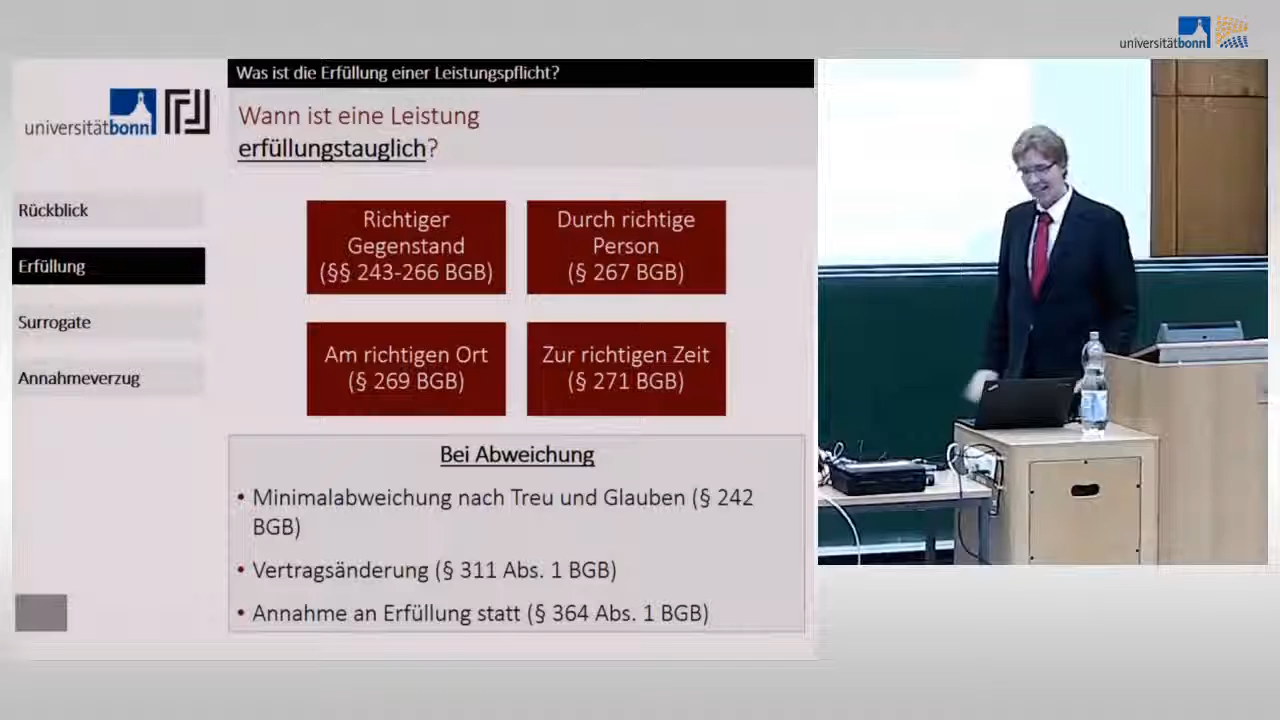 universitätbonn
Was ist die Erfüllung einer Leistungspflicht?
universitätbonn
Wann ist eine Leistung
erfüllungstauglich?
Rückblick
Erfüllung
Surrogate
Annahmeverzug
Richtiger
Gegenstand
(§§ 243-266 BGB)
Durch richtige
Person
(§ 267 BGB)
Am richtigen Ort
(§ 269 BGB)
Zur richtigen Zeit
(§ 271 BGB)
Bei Abweichung
• Minimalabweichung nach Treu und Glauben (§ 242
BGB)
• Vertragsänderung (§ 311 Abs. 1 BGB)
• Annahme an Erfüllung statt (§ 364 Abs. 1 BGB)